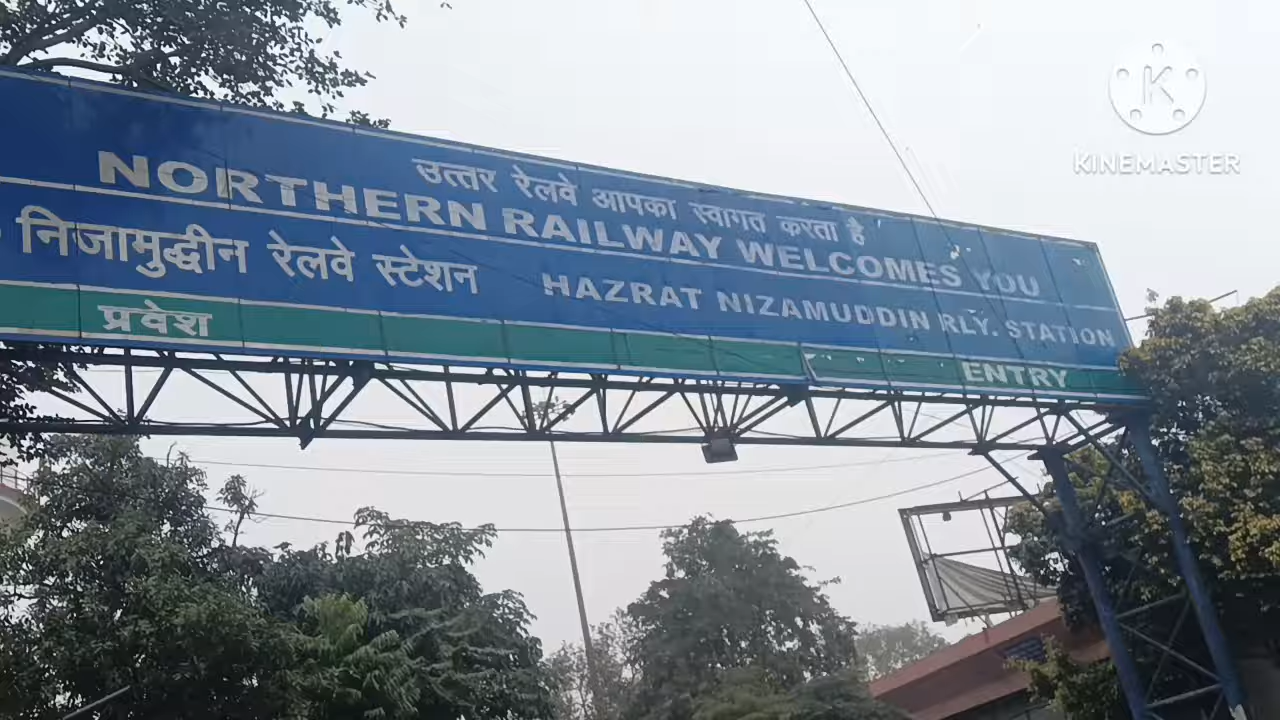 उत्तर रेलवे आपका स्वागत करता है
NORTHERN RAILWAY WELCOMES YOU
निजामुद्धीन रेलवे स्टेशन HAZRAT NIZAMUDDIN RLY. STATION
प्रवेश ENTRY
K
KINEMASTER